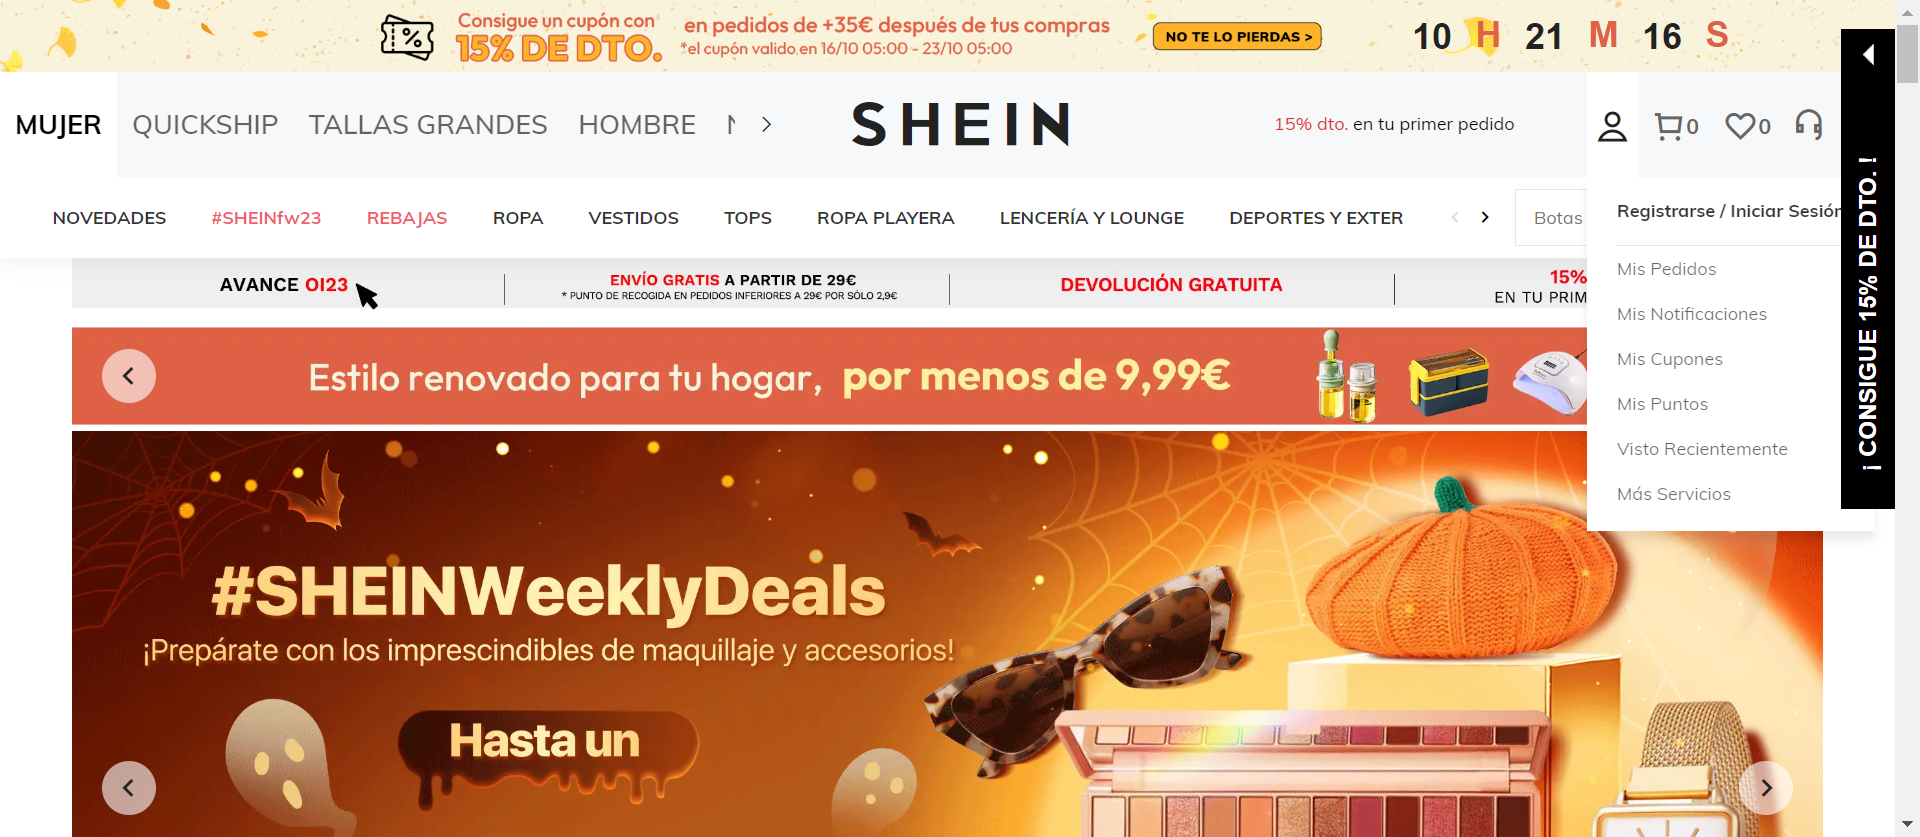 Consigue un cupón con
15% DE DTO.
en pedidos de +35€ después de tus compras
*el cupón valido en 16/10 05:00 - 23/10 05:00
NO TE LO PIERDAS >
10 H 21 M 16 S
MUJER
QUICKSHIP
TALLAS GRANDES
HOMBRE
SHEIN
15% dto. en tu primer pedido
0
0
NOVEDADES
#SHEINfw23
REBAJAS
ROPA
VESTIDOS
TOPS
ROPA PLAYERA
LENCERÍA Y LOUNGE
DEPORTES Y EXTER
Botas
Registrarse / Iniciar Sesión
Mis Pedidos
Mis Notificaciones
Mis Cupones
Mis Puntos
Visto Recientemente
Más Servicios
¡ CONSIGUE 15% DE DTO. !
AVANCE OI23
ENVÍO GRATIS A PARTIR DE 29€
* PUNTO DE RECOGIDA EN PEDIDOS INFERIORES A 29€ POR SÓLO 2,9€
DEVOLUCIÓN GRATUITA
15%
EN TU PRIM
Estilo renovado para tu hogar, por menos de 9,99€
#SHEINWeeklyDeals
¡Prepárate con los imprescindibles de maquillaje y accesorios!
Hasta un